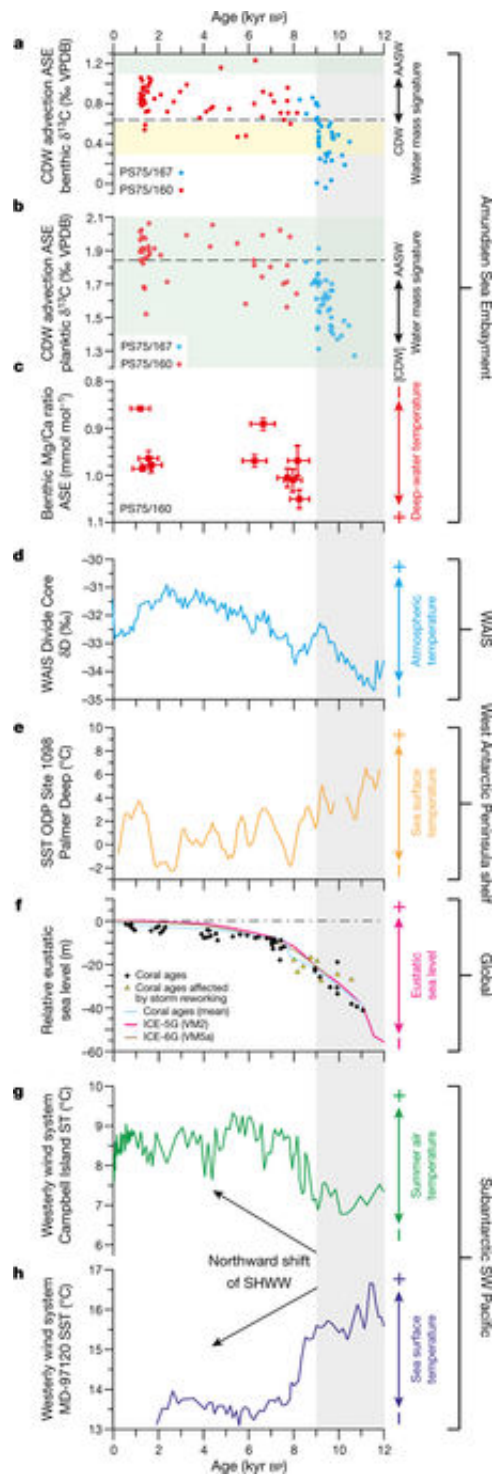 Age (kyr BP)
0 2 4 6 8 10 12
a
CDW advection ASE
benthic δ¹³C (‰ VPDB)
1.2
0.8
0.4
0
PS75/167
PS75/160
AASW
CDW
Water mass signature
b
CDW advection ASE
planktic δ¹³C (‰ VPDB)
2.1
1.9
1.7
1.5
1.3
PS75/167
PS75/160
AASW
[CDW]
Water mass signature
Amundsen Sea Embayment
c
Benthic Mg/Ca ratio
ASE (mmol mol⁻¹)
0.8
0.9
1.0
1.1
PS75/160
Deep-water temperature
+
d
WAIS Divide Core
δD (‰)
−30
−31
−32
−33
−34
−35
+
Atmospheric
temperature
WAIS
e
SST ODP Site 1098
Palmer Deep (°C)
10
8
6
4
2
0
−2
+
Sea surface
temperature
West Antarctic Peninsula shelf
f
Relative eustatic
sea level (m)
0
−20
−40
−60
Coral ages
Coral ages affected
by storm reworking
Coral ages (mean)
ICE-5G (VM2)
ICE-6G (VM5a)
+
Eustatic
sea level
Global
g
Westerly wind system
Campbell Island ST (°C)
10
9
8
7
6
+
Summer air
temperature
Northward shift
of SHWW
Subantarctic SW Pacific
h
Westerly wind system
MD-97120 SST (°C)
17
16
15
14
13
+
Sea surface
temperature
0 2 4 6 8 10 12
Age (kyr BP)